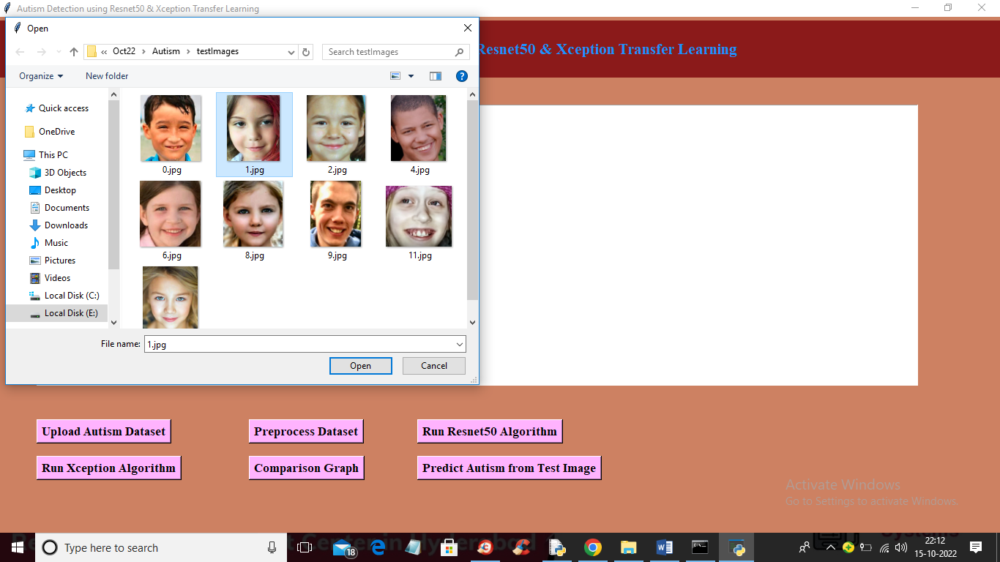 Autism Detection using Resnet50 & Xception Transfer Learning
Open
« Oct22 > Autism > testImages
Search testImages
Resnet50 & Xception Transfer Learning
Organize
New folder
Quick access
OneDrive
This PC
3D Objects
Desktop
Documents
Downloads
Music
Pictures
Videos
Local Disk (C:)
Local Disk (E:)
0.jpg
1.jpg
2.jpg
4.jpg
6.jpg
8.jpg
9.jpg
11.jpg
File name:
1.jpg
Open
Cancel
Upload Autism Dataset
Preprocess Dataset
Run Resnet50 Algorithm
Run Xception Algorithm
Comparison Graph
Predict Autism from Test Image
Activate Windows
Go to Settings to activate Windows.
Type here to search
18
Systems
22:12
15-10-2022